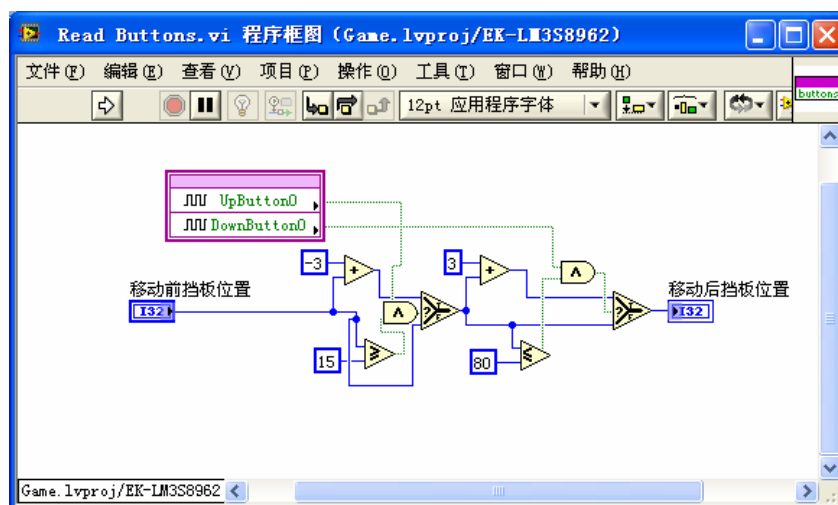 Read Buttons.vi 程序框图 (Game.lvproj/EK-LM3S8962)
文件(F) 编辑(E) 查看(V) 项目(P) 操作(O) 工具(T) 窗口(W) 帮助(H)
12pt 应用程序字体
buttons
UpButton0
DownButton0
-3
3
移动前挡板位置
移动后挡板位置
I32
I32
15
80
Game.lvproj/EK-LM3S8962